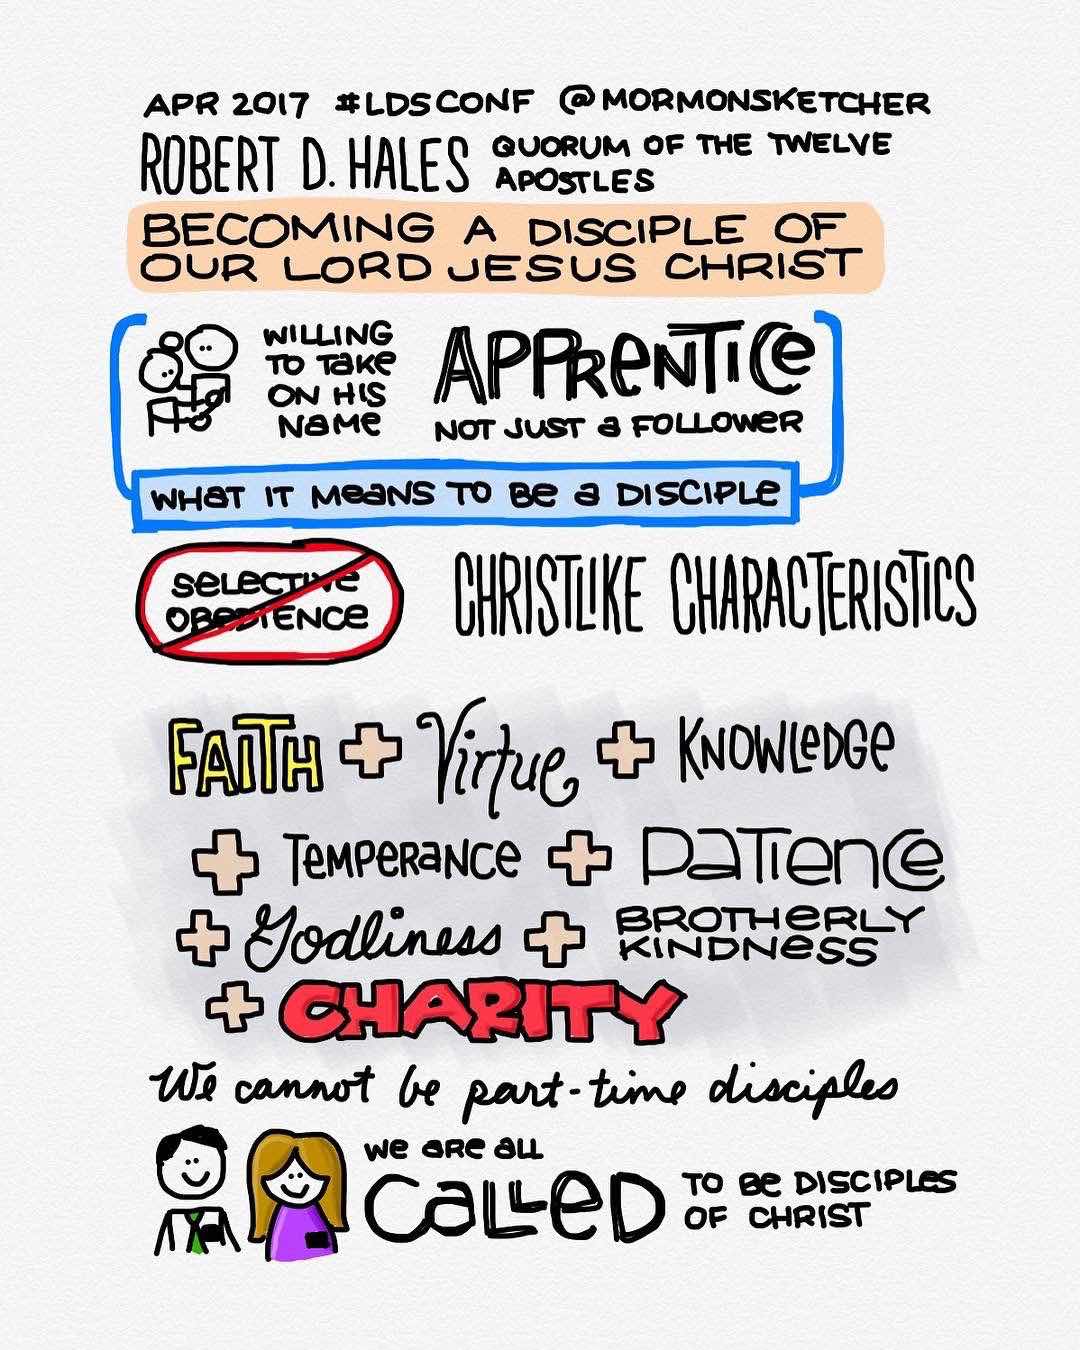 APR 2017 #LDSCONF @MORMONSKETCHER
ROBERT D. HALES QUORUM OF THE TWELVE
APOSTLES
BECOMING A DISCIPLE OF
OUR LORD JESUS CHRIST
WILLING
TO TaKe
ON HIS
NaMe
APPReNTICe
NOT JUST a FOLLOWeR
WHaT IT MeaNS TO Be a DISCIPLe
SeLeCTIVe
OBeDIENCe
CHRISTLIKE CHARACTERISTICS
FAITH + Virtue + KNOWLeDGe
+ TeMPeRaNCe + PaTIeNCe
+ Godliness + BROTHeRLY
KINDNeSS
+ CHARITY
We cannot be part-time disciples
We aRe aLL
CaLLeD
TO Be DISCIPLeS
OF CHRIST